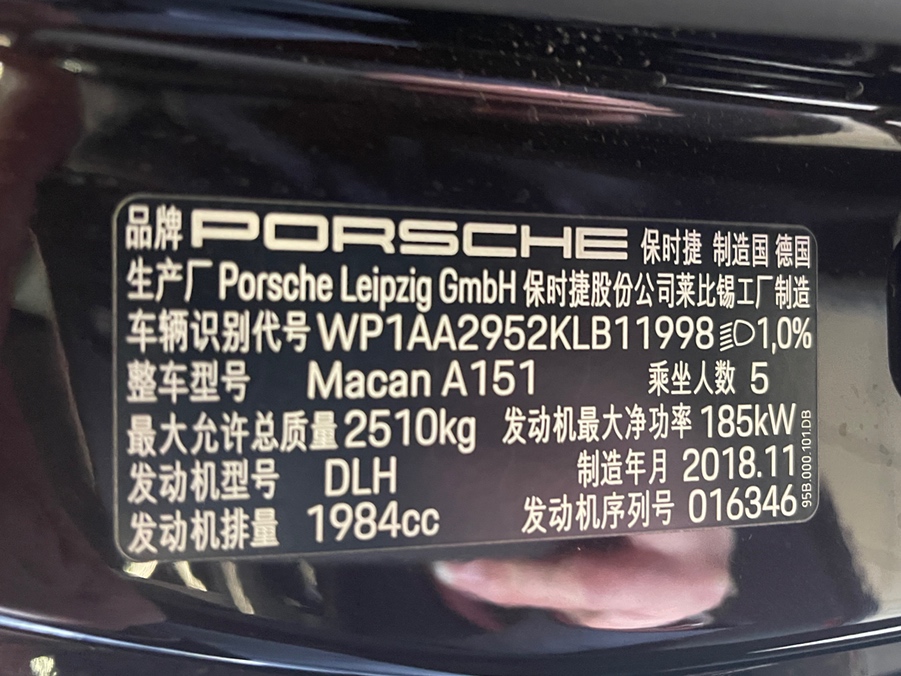 品牌 PORSCHE 保时捷 制造国 德国
生产厂 Porsche Leipzig GmbH 保时捷股份公司莱比锡工厂制造
车辆识别代号 WP1AA2952KLB11998 1,0%
整车型号 Macan A151 乘坐人数 5
最大允许总质量 2510kg 发动机最大净功率 185kW
发动机型号 DLH 制造年月 2018.11
发动机排量 1984cc 发动机序列号 016346
95B.000.101.DB